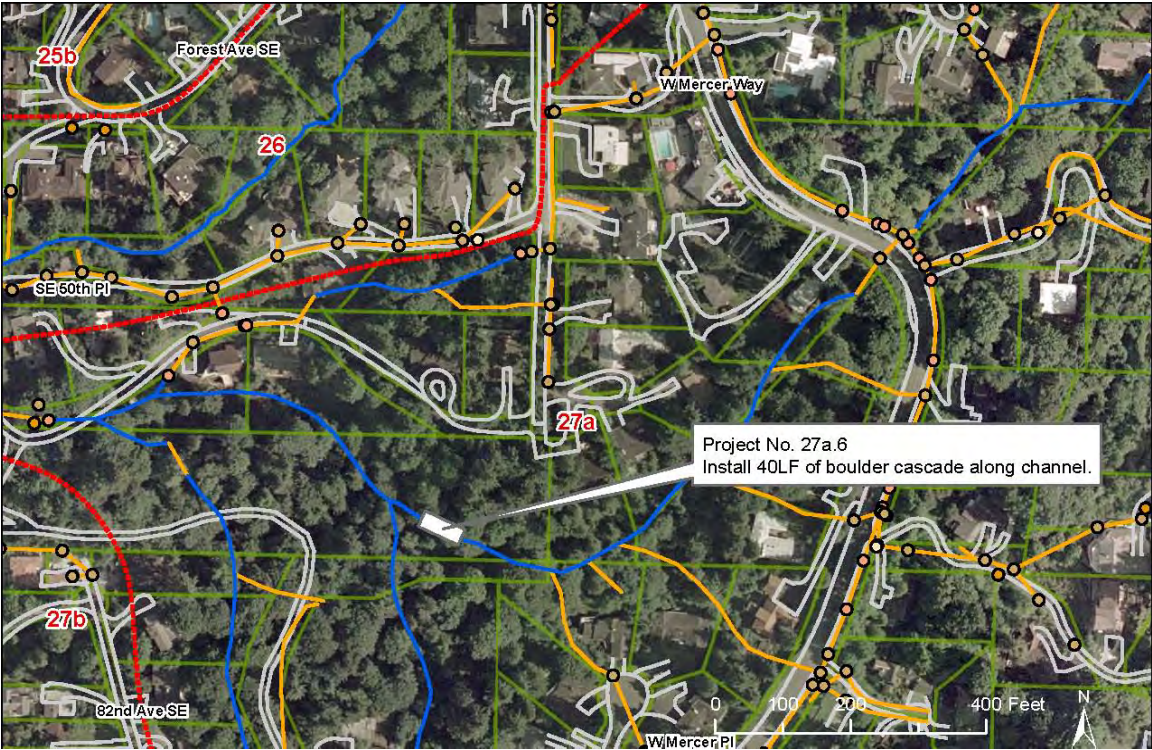 25b
Forest Ave SE
W Mercer Way
26
SE 50th Pl
27a
Project No. 27a.6
Install 40LF of boulder cascade along channel.
27b
82nd Ave SE
0 100 200 400 Feet
N
W Mercer Pl